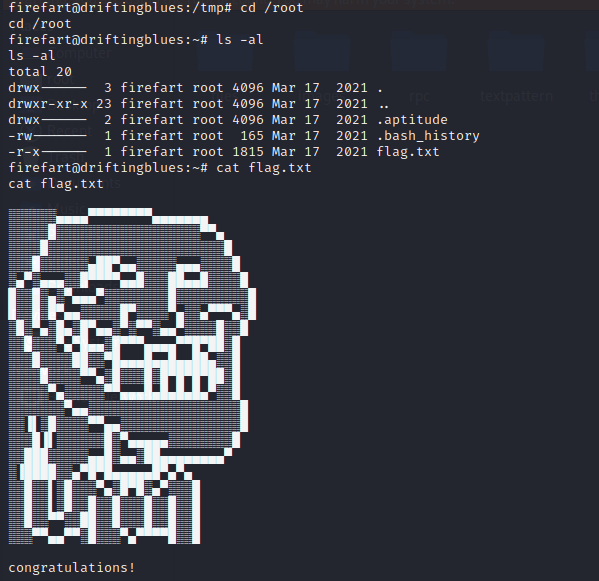 firefart@driftingblues:/tmp# cd /root
cd /root
firefart@driftingblues:~# ls -al
ls -al
total 20
drwx------  3 firefart root 4096 Mar 17  2021 .
drwxr-xr-x 23 firefart root 4096 Mar 17  2021 ..
drwx------  2 firefart root 4096 Mar 17  2021 .aptitude
-rw-------  1 firefart root  165 Mar 17  2021 .bash_history
-r-x------  1 firefart root 1815 Mar 17  2021 flag.txt
firefart@driftingblues:~# cat flag.txt
cat flag.txt
congratulations!